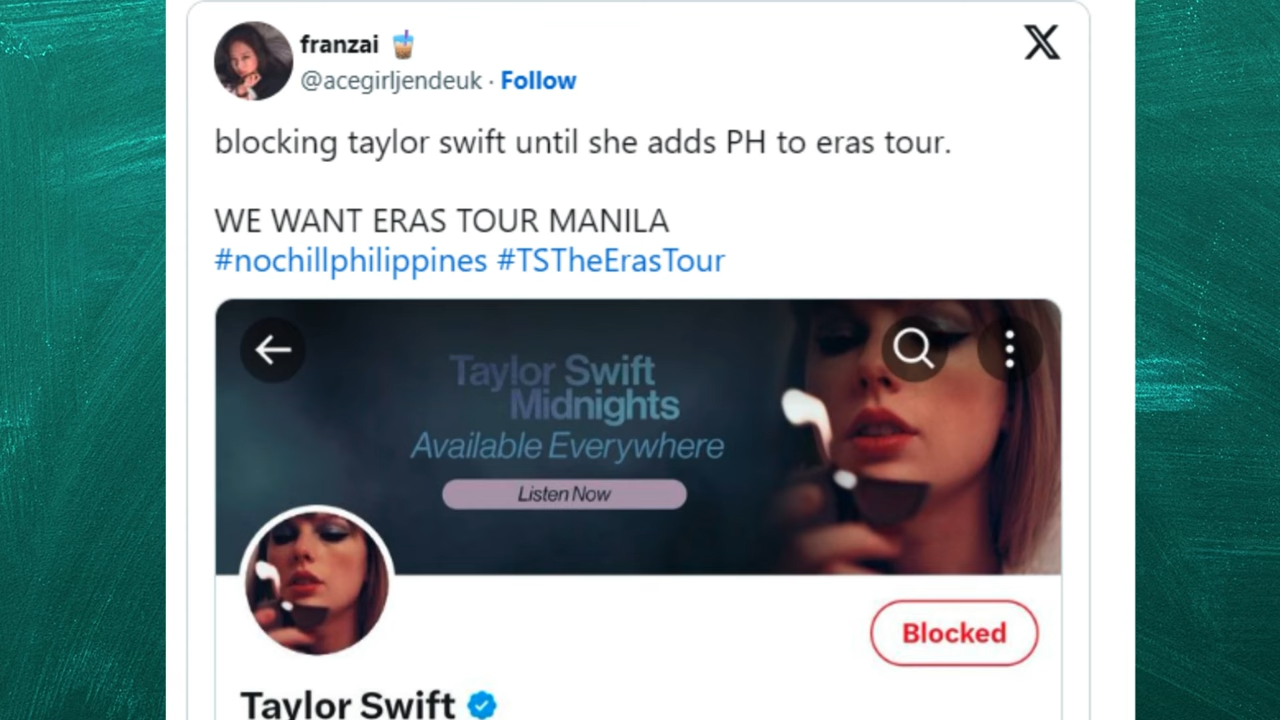 franzai 🧋
@acegirljendeuk · Follow
blocking taylor swift until she adds PH to eras tour.
WE WANT ERAS TOUR MANILA
#nochillphilippines #TSTheErasTour
Taylor Swift
Midnights
Available Everywhere
Listen Now
Blocked
Taylor Swift